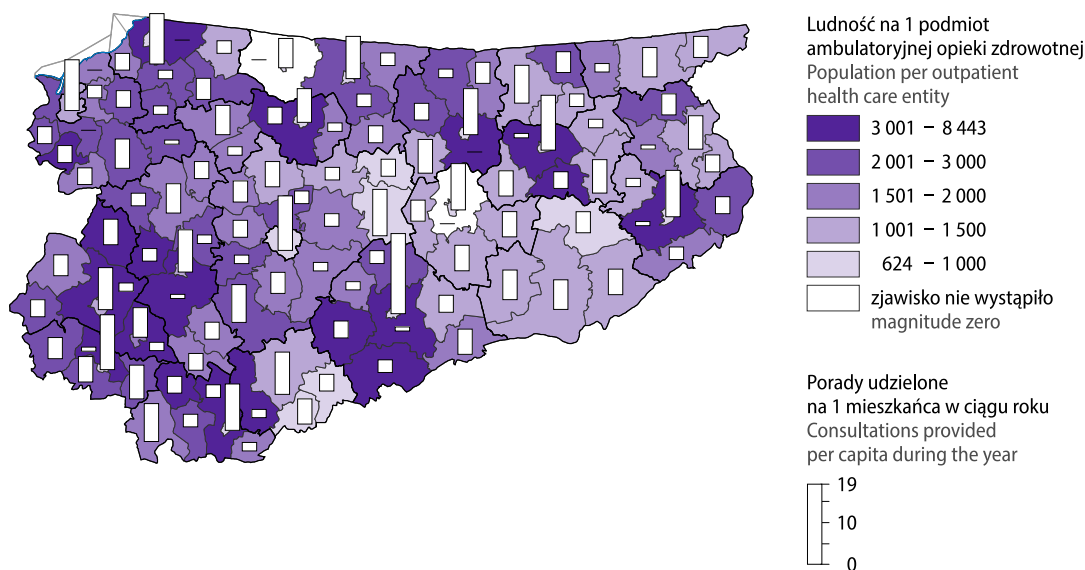 Ludność na 1 podmiot
ambulatoryjnej opieki zdrowotnej
Population per outpatient
health care entity
3 001 – 8 443
2 001 – 3 000
1 501 – 2 000
1 001 – 1 500
624 – 1 000
zjawisko nie wystąpiło
magnitude zero
Porady udzielone
na 1 mieszkańca w ciągu roku
Consultations provided
per capita during the year
19
10
0